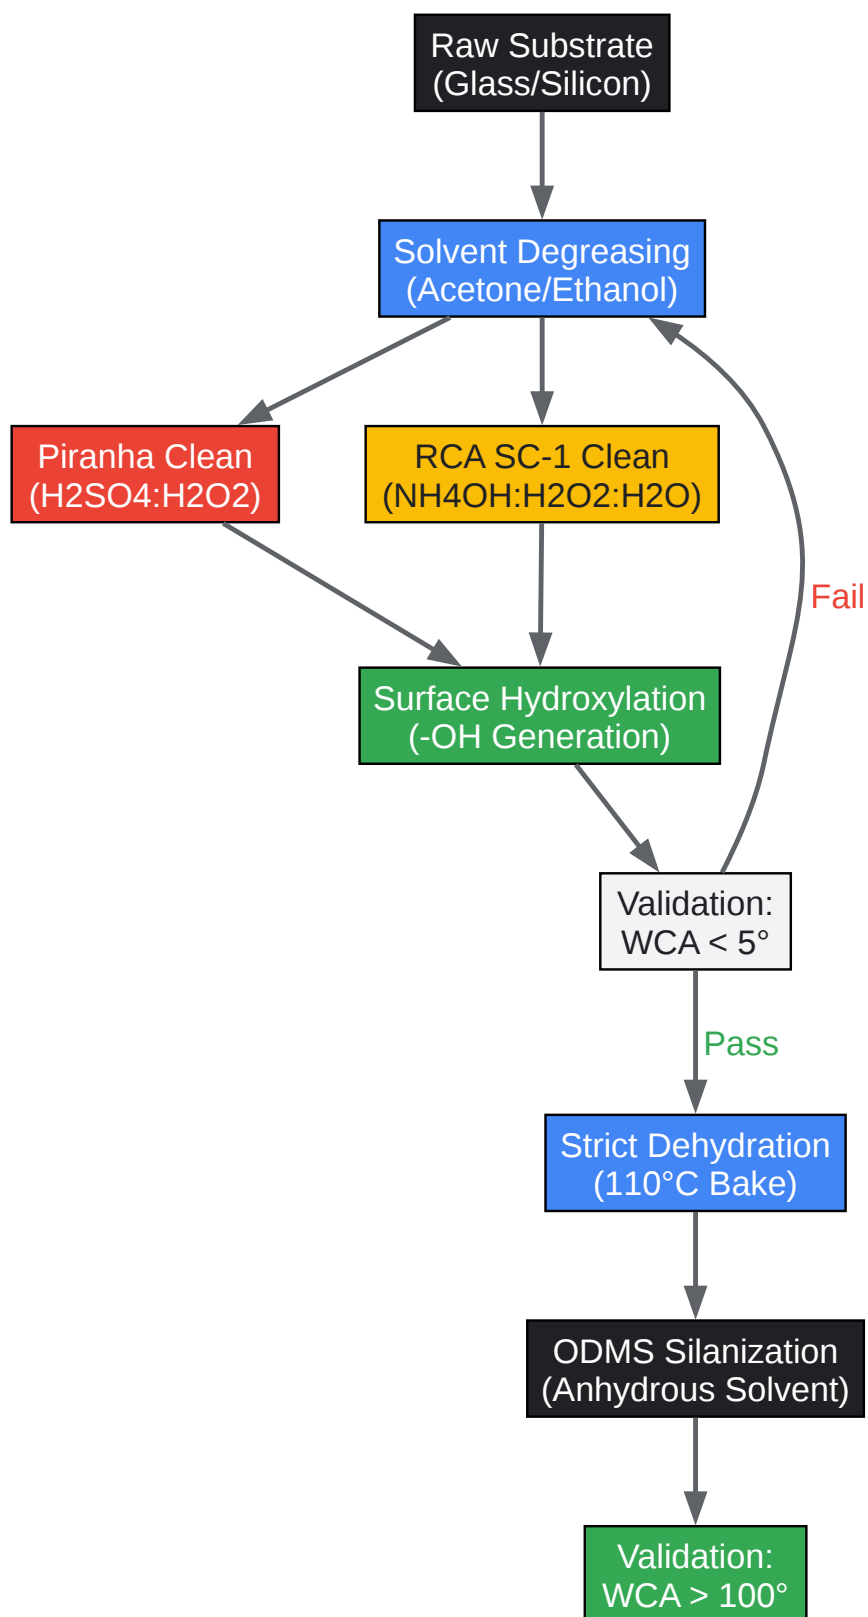 Raw Substrate
(Glass/Silicon)
Solvent Degreasing
(Acetone/Ethanol)
Piranha Clean
(H2SO4:H2O2)
RCA SC-1 Clean
(NH4OH:H2O2:H2O)
Fail
Surface Hydroxylation
(-OH Generation)
Validation:
WCA < 5°
Pass
Strict Dehydration
(110°C Bake)
ODMS Silanization
(Anhydrous Solvent)
Validation:
WCA > 100°